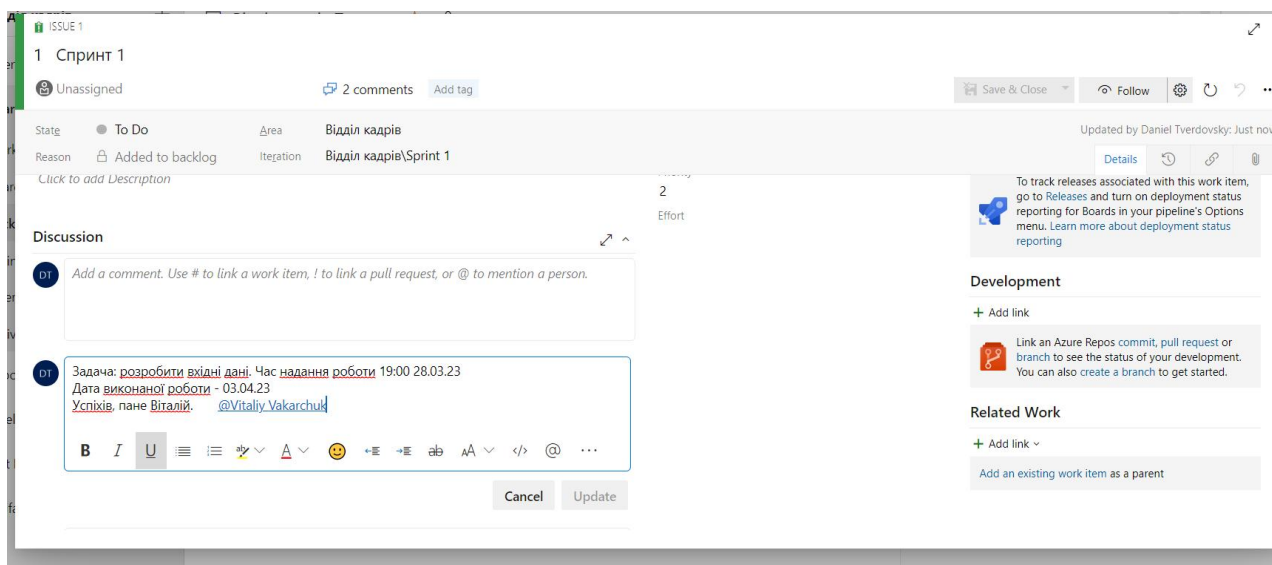 ISSUE 1
1 Спринт 1
Unassigned
2 comments
Add tag
Save & Close
Follow
State
To Do
Area
Відділ кадрів
Updated by Daniel Tverdovsky: Just now
Reason
Added to backlog
Iteration
Відділ кадрів\Sprint 1
Details
Click to add Description
2
Effort
To track releases associated with this work item,
go to Releases and turn on deployment status
reporting for Boards in your pipeline's Options
menu. Learn more about deployment status
reporting
Discussion
DT
Add a comment. Use # to link a work item, ! to link a pull request, or @ to mention a person.
Development
Add link
Link an Azure Repos commit, pull request or
branch to see the status of your development.
You can also create a branch to get started.
DT
Задача: розробити вхідні дані. Час надання роботи 19:00 28.03.23
Дата виконаної роботи - 03.04.23
Успіхів, пане Віталій. @Vitaliy Vakarchuk
B I U
Related Work
Add link
Add an existing work item as a parent
Cancel
Update